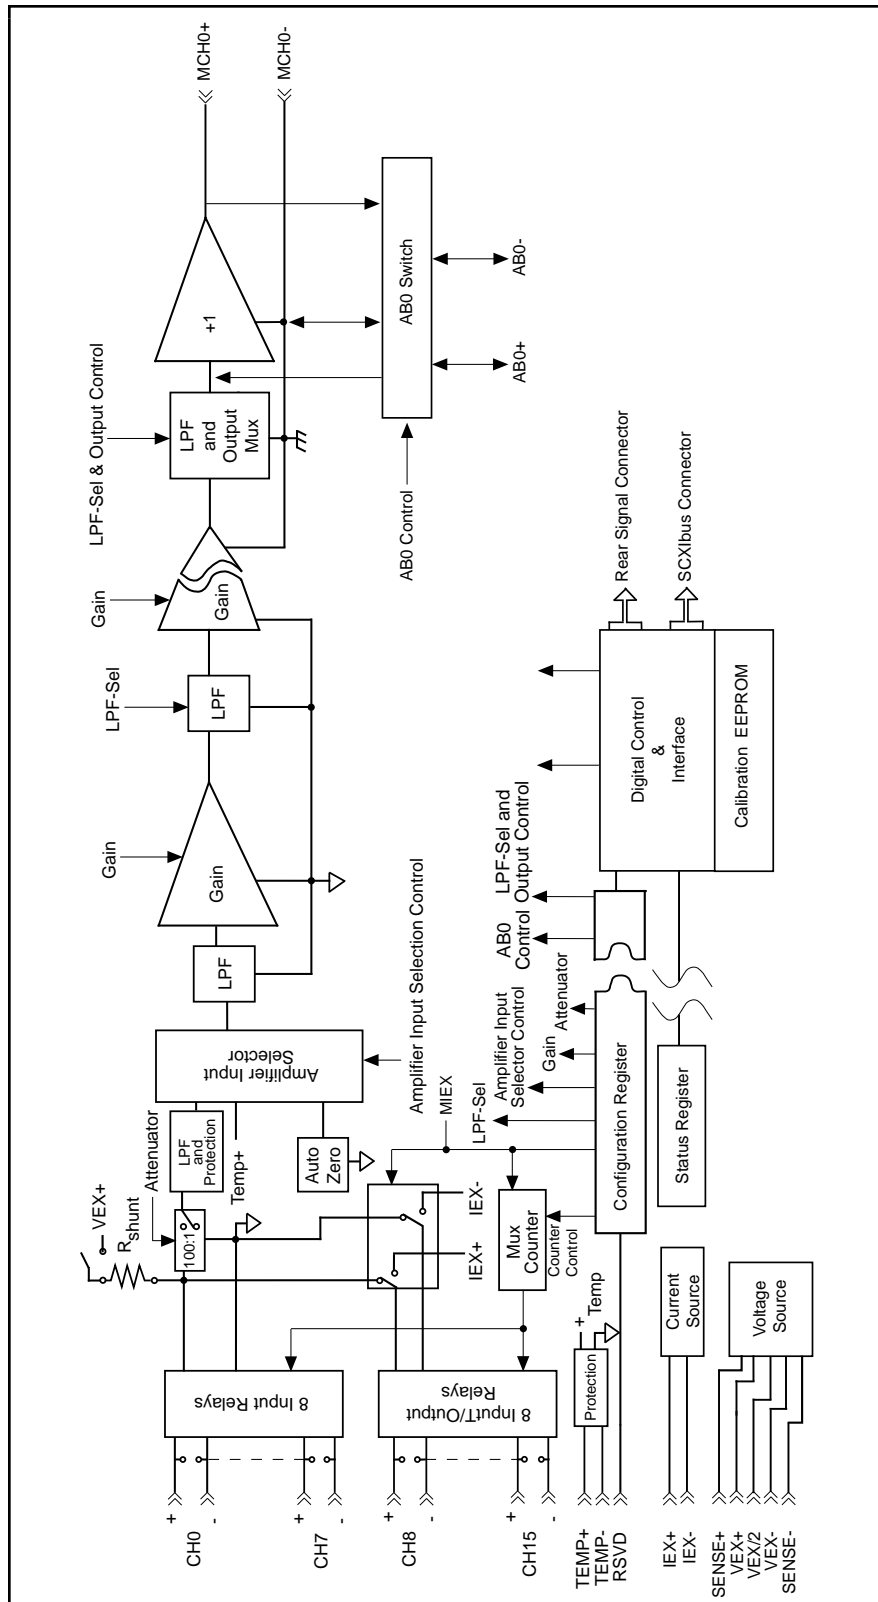 MCH0+
MCH0-
+1
AB0 Switch
AB0-
AB0+
AB0 Control
LPF-Sel & Output Control
LPF
and
Output
Mux
Gain
Gain
LPF-Sel
LPF
Gain
Gain
LPF
Amplifier Input Selection Control
Amplifier Input
Selector
Attenuator
LPF
and
Protection
Temp+
Auto
Zero
VEX+
Rshunt
100:1
MIEX
IEX-
IEX+
Mux
Counter
Counter
Control
8 Input Relays
8 InputT/Output
Relays
+
-
CH0
+
-
CH7
+
-
CH8
+
-
CH15
Rear Signal Connector
SCXIbus Connector
Digital Control
&
Interface
Calibration EEPROM
LPF-Sel and
Output Control
AB0
Control
Attenuator
Gain
Amplifier Input
Selector Control
LPF-Sel
Configuration Register
Status Register
+
Temp
Protection
TEMP+
TEMP-
RSVD
Current
Source
IEX+
IEX-
Voltage
Source
SENSE+
VEX+
VEX/2
VEX-
SENSE-